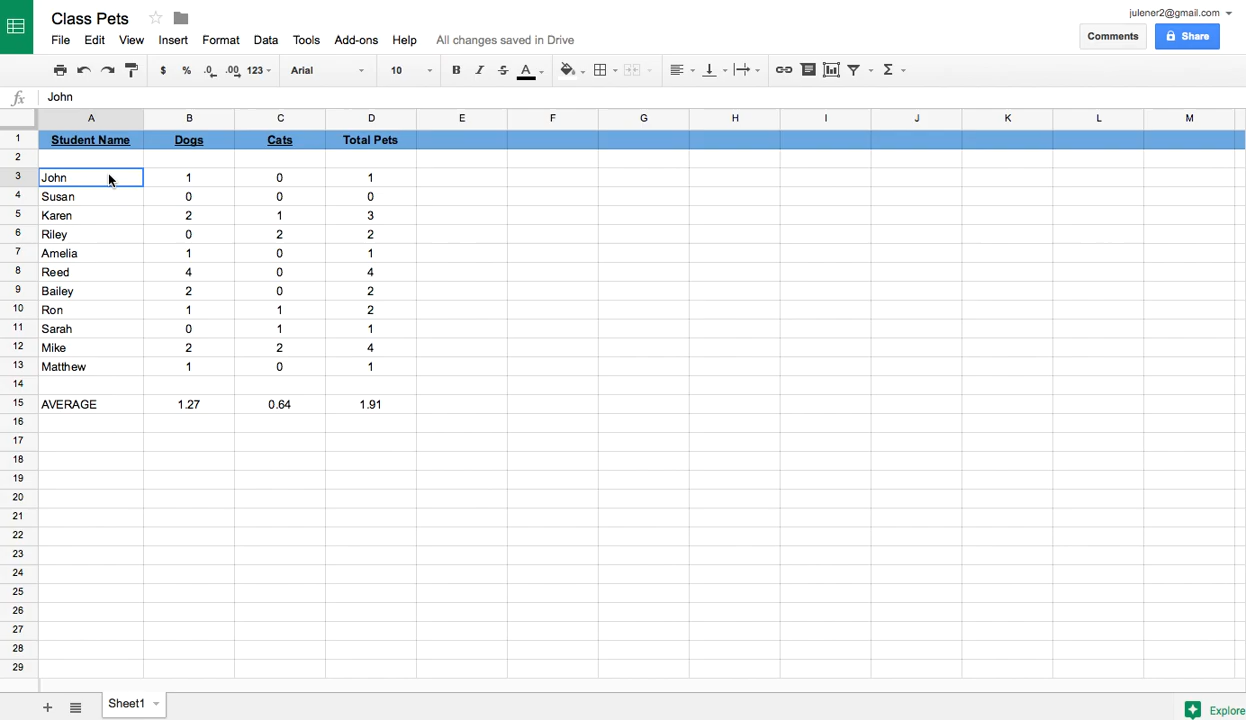 Class Pets
julener2@gmail.com
File Edit View Insert Format Data Tools Add-ons Help All changes saved in Drive
Comments Share
$ % .0 .00 123 Arial 10 B I S A Σ
fx John
A B C D E F G H I J K L M
1 Student Name Dogs Cats Total Pets
2
3 John 1 0 1
4 Susan 0 0 0
5 Karen 2 1 3
6 Riley 0 2 2
7 Amelia 1 0 1
8 Reed 4 0 4
9 Bailey 2 0 2
10 Ron 1 1 2
11 Sarah 0 1 1
12 Mike 2 2 4
13 Matthew 1 0 1
14
15 AVERAGE 1.27 0.64 1.91
16
17
18
19
20
21
22
23
24
25
26
27
28
29
+ Sheet1 Explore